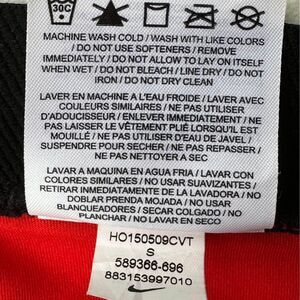 30C
MACHINE WASH COLD / WASH WITH LIKE COLORS
/ DO NOT USE SOFTENERS / REMOVE
IMMEDIATELY / DO NOT ALLOW TO LAY ON ITSELF
WHEN WET / DO NOT BLEACH / LINE DRY / DO NOT
IRON / DO NOT DRY CLEAN
LAVER EN MACHINE A L'EAU FROIDE / LAVER AVEC
COULEURS SIMILAIRES / NE PAS UTILISER
D'ADOUCISSEUR / ENLEVER IMMEDIATEMENT / NE
PAS LAISSER LE VÊTEMENT PLIÉ LORSQU'IL EST
MOUILLÉ / NE PAS UTILISER D'EAU DE JAVEL /
SUSPENDRE POUR SECHER / NE PAS REPASSER /
NE PAS NETTOYER A SEC
LAVAR A MAQUINA EN AGUA FRIA / LAVAR CON
COLORES SIMILARES / NO USAR SUAVIZANTES /
RETIRAR INMEDIATAMENTE DE LA LAVADORA / NO
DOBLAR PRENDA MOJADA / NO USAR
BLANQUEADORES / SECAR COLGADO / NO
PLANCHAR / NO LAVAR EN SECO
HO150509CVT
S
589366-696
883153997010